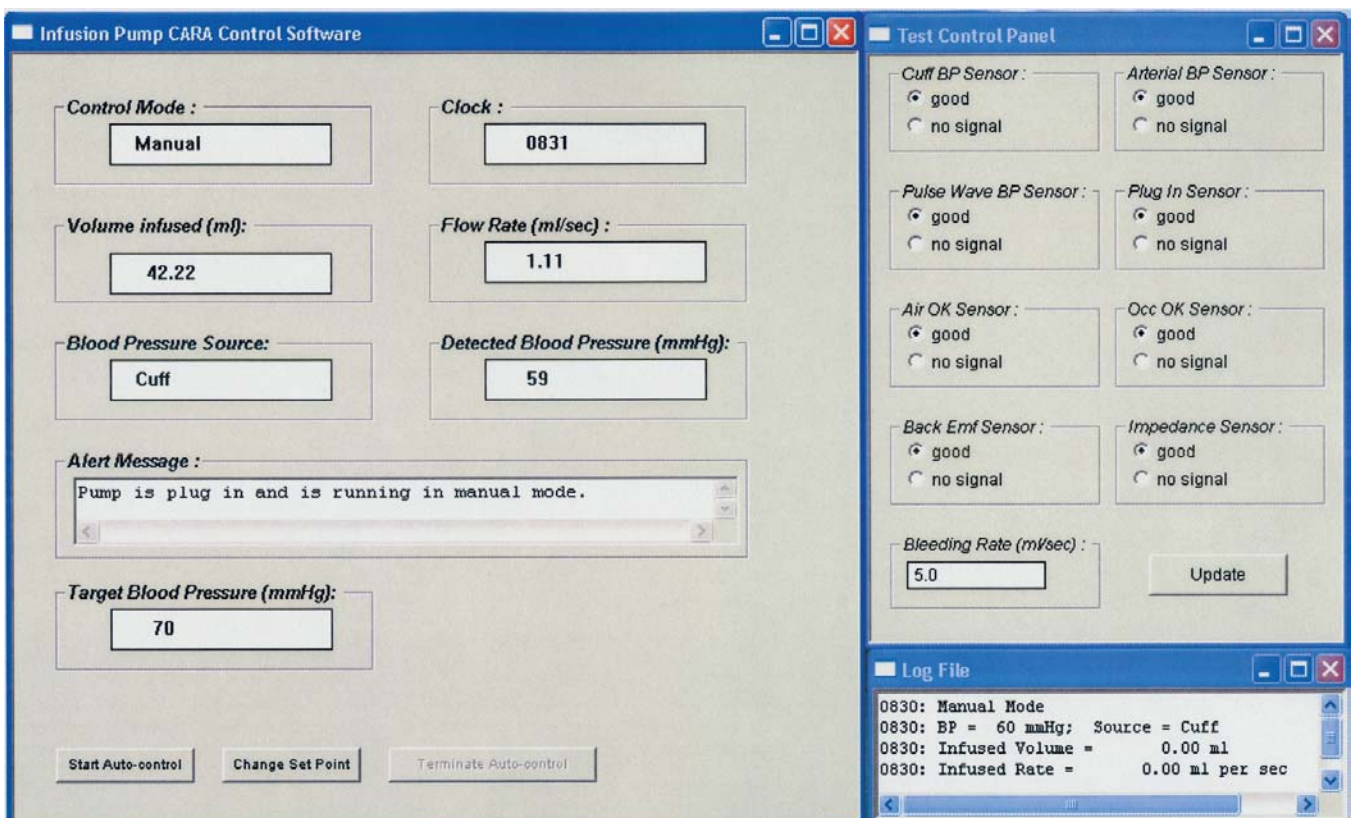 Infusion Pump CARA Control Software
Control Mode :
Manual
Clock :
0831
Volume infused (ml):
42.22
Flow Rate (ml/sec) :
1.11
Blood Pressure Source:
Cuff
Detected Blood Pressure (mmHg):
59
Alert Message :
Pump is plug in and is running in manual mode.
Target Blood Pressure (mmHg):
70
Start Auto-control
Change Set Point
Terminate Auto-control
Test Control Panel
Cuff BP Sensor :
good
no signal
Arterial BP Sensor :
good
no signal
Pulse Wave BP Sensor :
good
no signal
Plug In Sensor :
good
no signal
Air OK Sensor :
good
no signal
Occ OK Sensor :
good
no signal
Back Emf Sensor :
good
no signal
Impedance Sensor :
good
no signal
Bleeding Rate (ml/sec) :
5.0
Update
Log File
0830: Manual Mode
0830: BP = 60 mmHg; Source = Cuff
0830: Infused Volume = 0.00 ml
0830: Infused Rate = 0.00 ml per sec